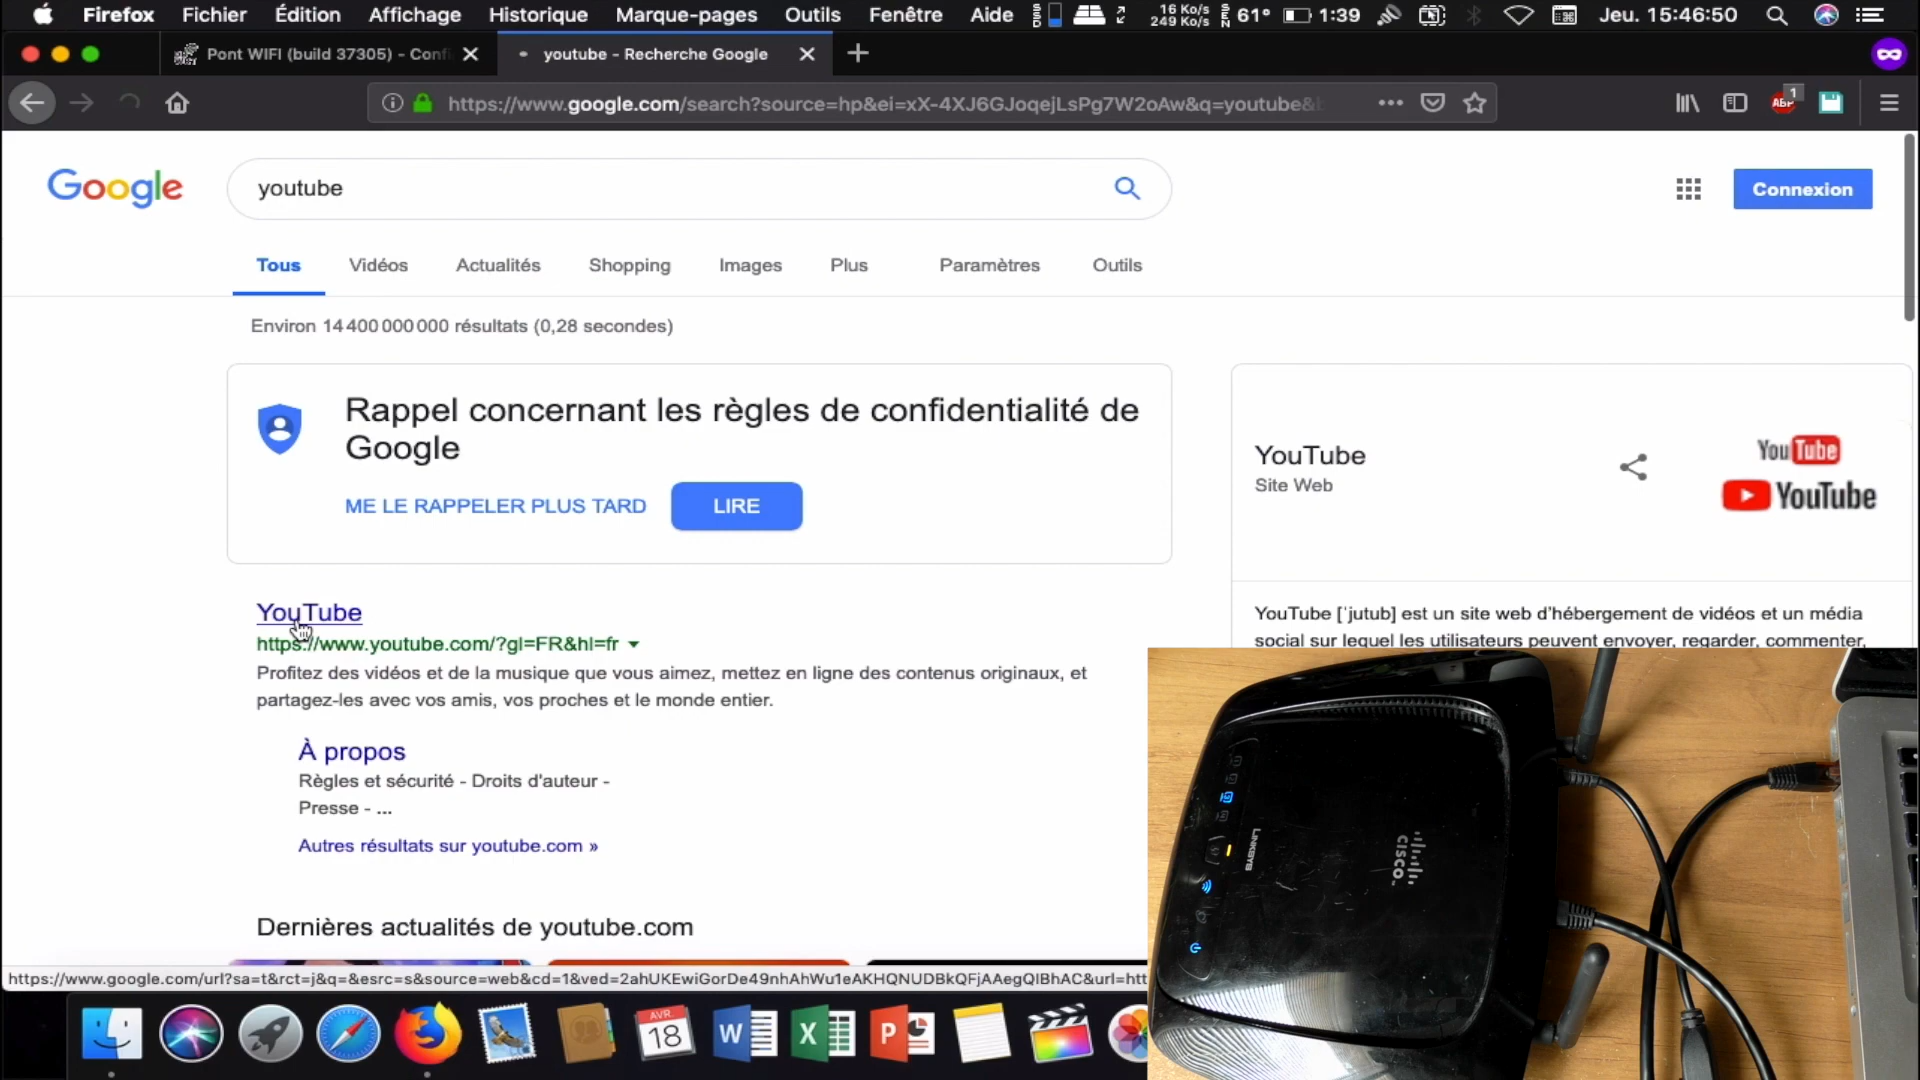 Firefox Fichier Édition Affichage Historique Marque-pages Outils Fenêtre Aide 16 Ko/s 249 Ko/s 61° 1:39 Jeu. 15:46:50
Pont WIFI (build 37305) - Confi
youtube - Recherche Google
https://www.google.com/search?source=hp&ei=xX-4XJ6GJoqejLsPg7W2oAw&q=youtube&
ABP 1
Google
youtube
Connexion
Tous Vidéos Actualités Shopping Images Plus Paramètres Outils
Environ 14 400 000 000 résultats (0,28 secondes)
Rappel concernant les règles de confidentialité de
Google
ME LE RAPPELER PLUS TARD
LIRE
YouTube
https://www.youtube.com/?gl=FR&hl=fr
Profitez des vidéos et de la musique que vous aimez, mettez en ligne des contenus originaux, et
partagez-les avec vos amis, vos proches et le monde entier.
À propos
Règles et sécurité - Droits d'auteur -
Presse - ...
Autres résultats sur youtube.com »
Dernières actualités de youtube.com
YouTube
Site Web
YouTube
YouTube
YouTube [ˈjutub] est un site web d’hébergement de vidéos et un média
social sur lequel les utilisateurs peuvent envoyer, regarder, commenter,
LINKSYS
CISCO
https://www.google.com/url?sa=t&rct=j&q=&esrc=s&source=web&cd=1&ved=2ahUKEwiGorDe49nhAhWu1eAKHQNUDBkQFjAAegQIBhAC&url=htt
AVR.
18
W
X
P